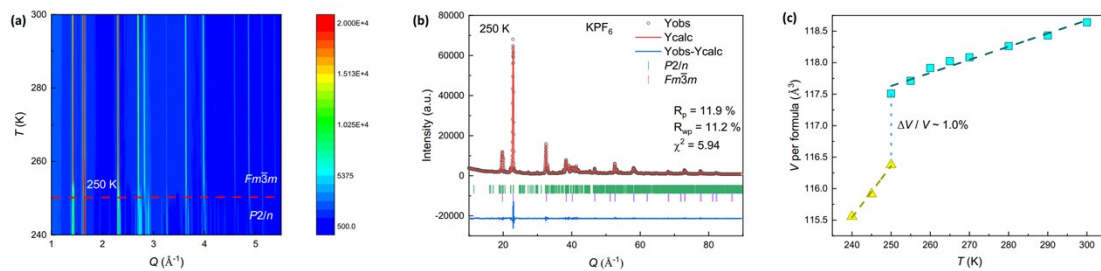 (a)
300
290
280
270
260
250
240
T (K)
250 K
Fm3̅m
P2/n
1 2 3 4 5
Q (Å⁻¹)
2.000E+4
1.513E+4
1.025E+4
5375
500.0
(b)
80000
60000
40000
20000
0
-20000
Intensity (a.u.)
250 K
KPF₆
Yobs
Ycalc
Yobs-Ycalc
P2/n
Fm3̅m
Rp = 11.9 %
Rwp = 11.2 %
χ² = 5.94
20 40 60 80
Q (Å⁻¹)
(c)
118.5
118.0
117.5
117.0
116.5
116.0
115.5
V per formula (Å³)
ΔV / V ~ 1.0%
240 250 260 270 280 290 300
T (K)